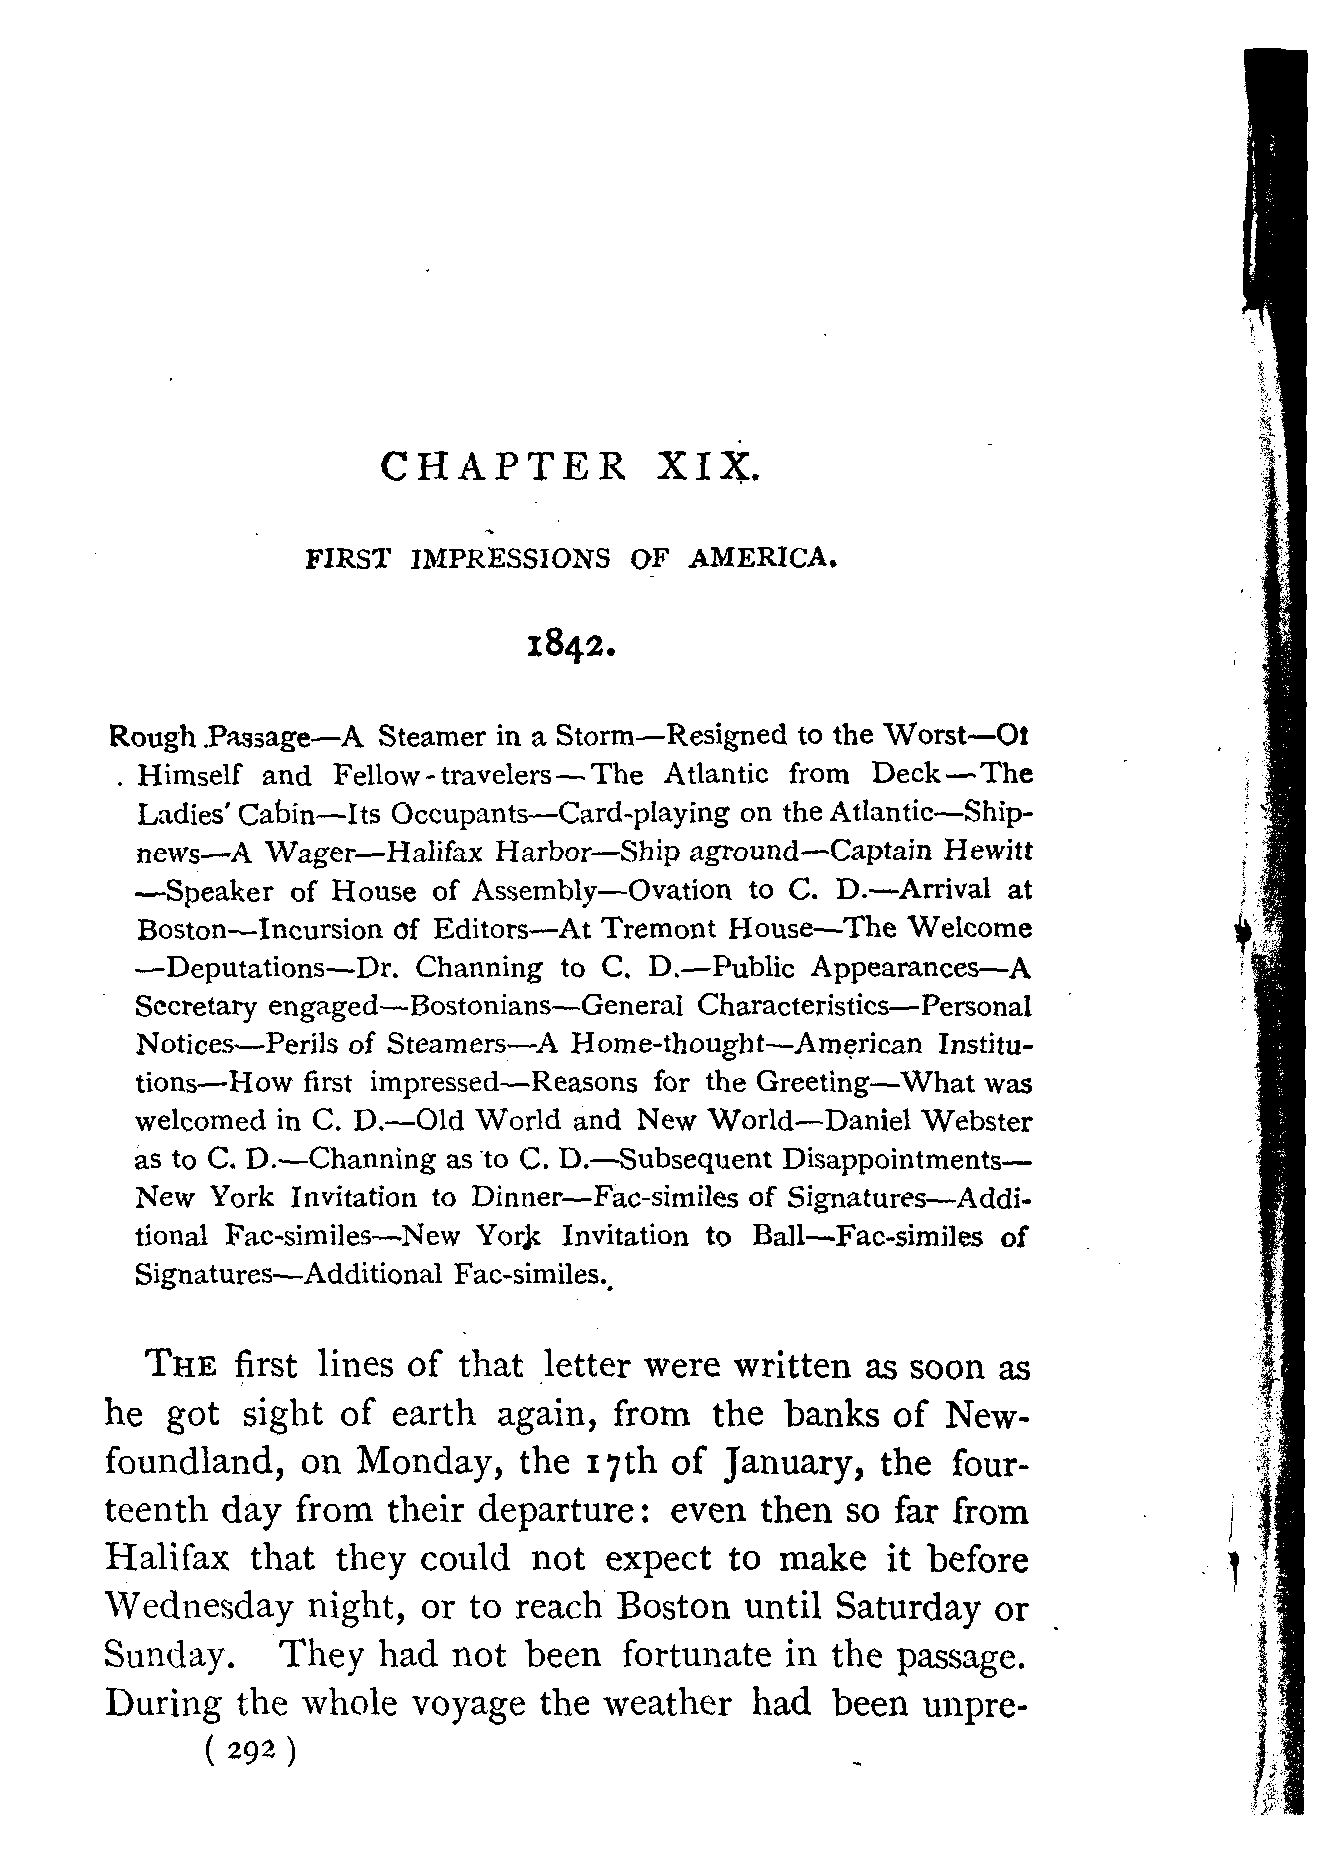 CHAPTER XIX.
FIRST IMPRESSIONS OF AMERICA.
1842.
Rough Passage—A Steamer in a Storm—Resigned to the Worst—Of
Himself and Fellow-travelers—The Atlantic from Deck—The
Ladies' Cabin—Its Occupants—Card-playing on the Atlantic—Ship-
news—A Wager—Halifax Harbor—Ship aground—Captain Hewitt
—Speaker of House of Assembly—Ovation to C. D.—Arrival at
Boston—Incursion of Editors—At Tremont House—The Welcome
—Deputations—Dr. Channing to C. D.—Public Appearances—A
Secretary engaged—Bostonians—General Characteristics—Personal
Notices—Perils of Steamers—A Home-thought—American Institu-
tions—How first impressed—Reasons for the Greeting—What was
welcomed in C. D.—Old World and New World—Daniel Webster
as to C. D.—Channing as to C. D.—Subsequent Disappointments—
New York Invitation to Dinner—Fac-similes of Signatures—Addi-
tional Fac-similes—New York Invitation to Ball—Fac-similes of
Signatures—Additional Fac-similes.
THE first lines of that letter were written as soon as
he got sight of earth again, from the banks of New-
foundland, on Monday, the 17th of January, the four-
teenth day from their departure: even then so far from
Halifax that they could not expect to make it before
Wednesday night, or to reach Boston until Saturday or
Sunday. They had not been fortunate in the passage.
During the whole voyage the weather had been unpre-
( 292 )